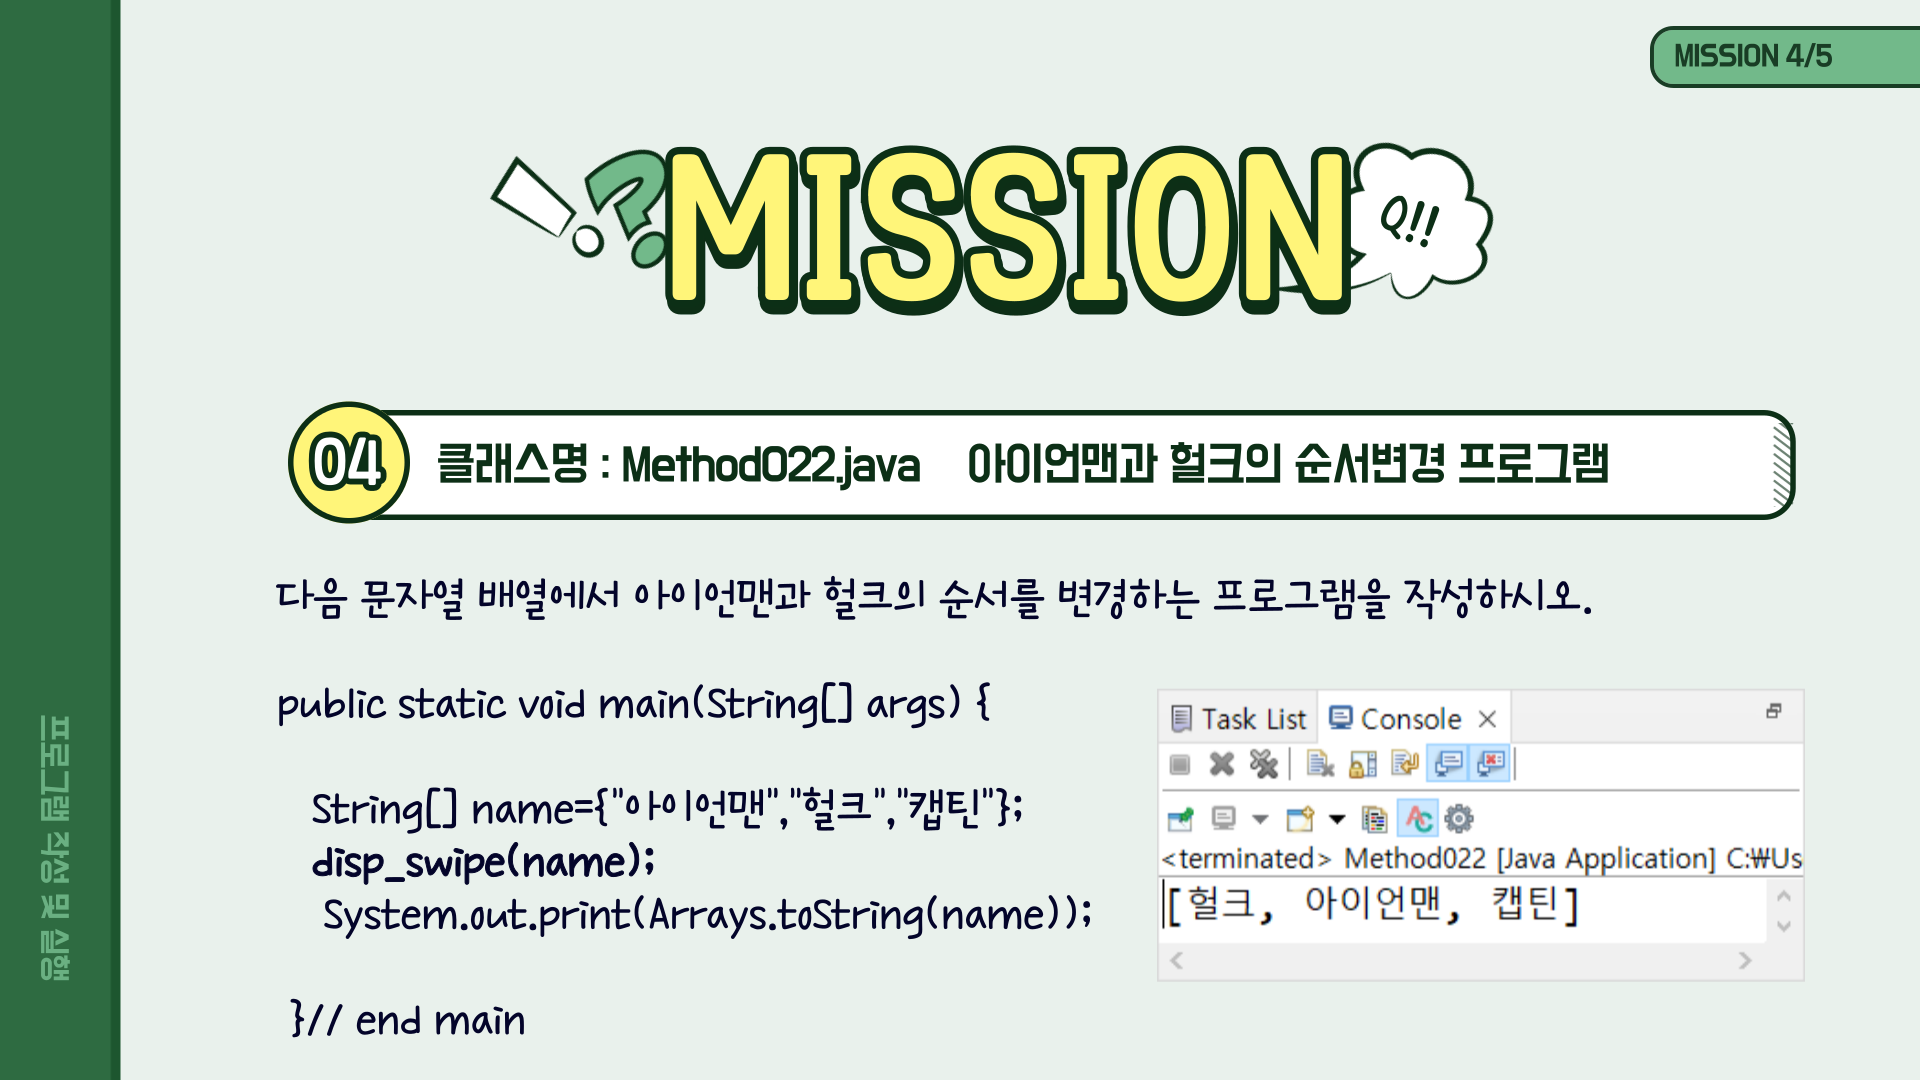 MISSION 4/5
MISSION
Q!!
04
클래스명 : Method022.java 아이언맨과 헐크의 순서변경 프로그램
다음 문자열 배열에서 아이언맨과 헐크의 순서를 변경하는 프로그램을 작성하시오.
public static void main(String[] args) {
String[] name={"아이언맨","헐크","캡틴"};
disp_swipe(name);
System.out.print(Arrays.toString(name));
}// end main
Task List
Console
<terminated> Method022 [Java Application] C:₩Us
[헐크, 아이언맨, 캡틴]
프로그램 작성 및 실행